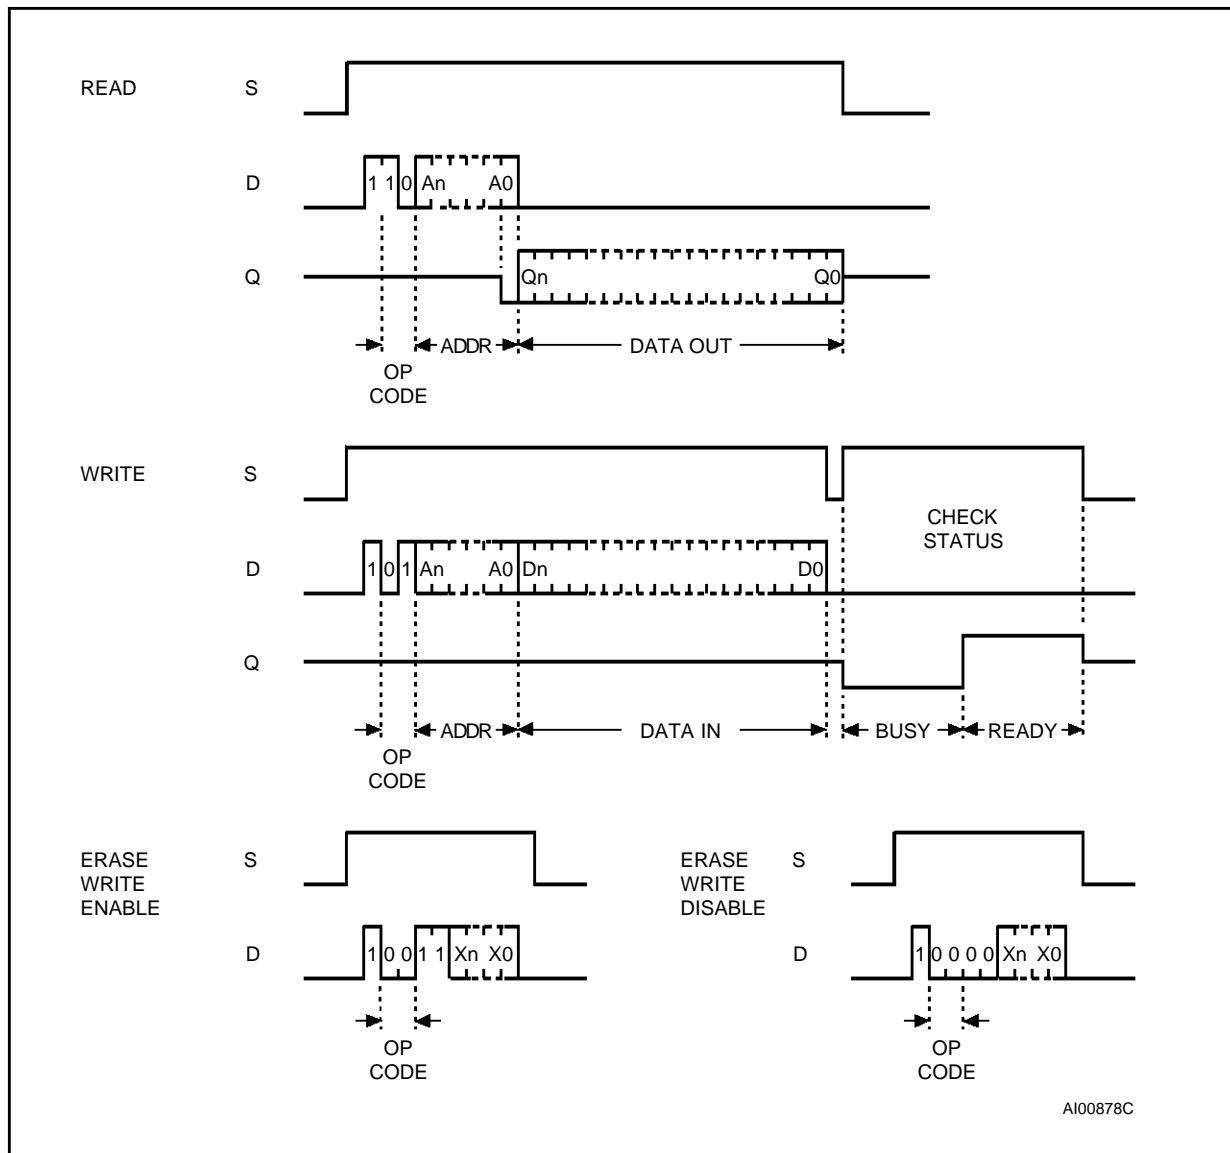 READ S
D 1 1 0 An A0
Q Qn Q0
ADDR DATA OUT
OP
CODE
WRITE S
CHECK
STATUS
D 1 0 1 An A0 Dn D0
Q
ADDR DATA IN BUSY READY
OP
CODE
ERASE S
WRITE
ENABLE
D 1 0 0 1 1 Xn X0
OP
CODE
ERASE S
WRITE
DISABLE
D 1 0 0 0 0 Xn X0
OP
CODE
AI00878C